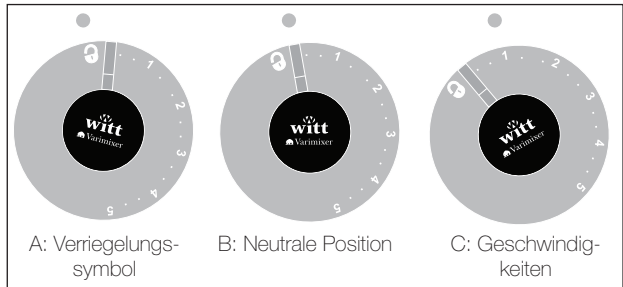 1 2 3 4 5
witt
Varimixer
1 2 3 4 5
witt
Varimixer
1 2 3 4 5
witt
Varimixer
A: Verriegelungs-
symbol
B: Neutrale Position
C: Geschwindig-
keiten